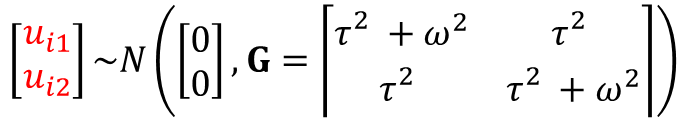 [u_{i1}; u_{i2}] ~N ([0; 0], G = [τ² + ω² τ²; τ² τ² + ω²])